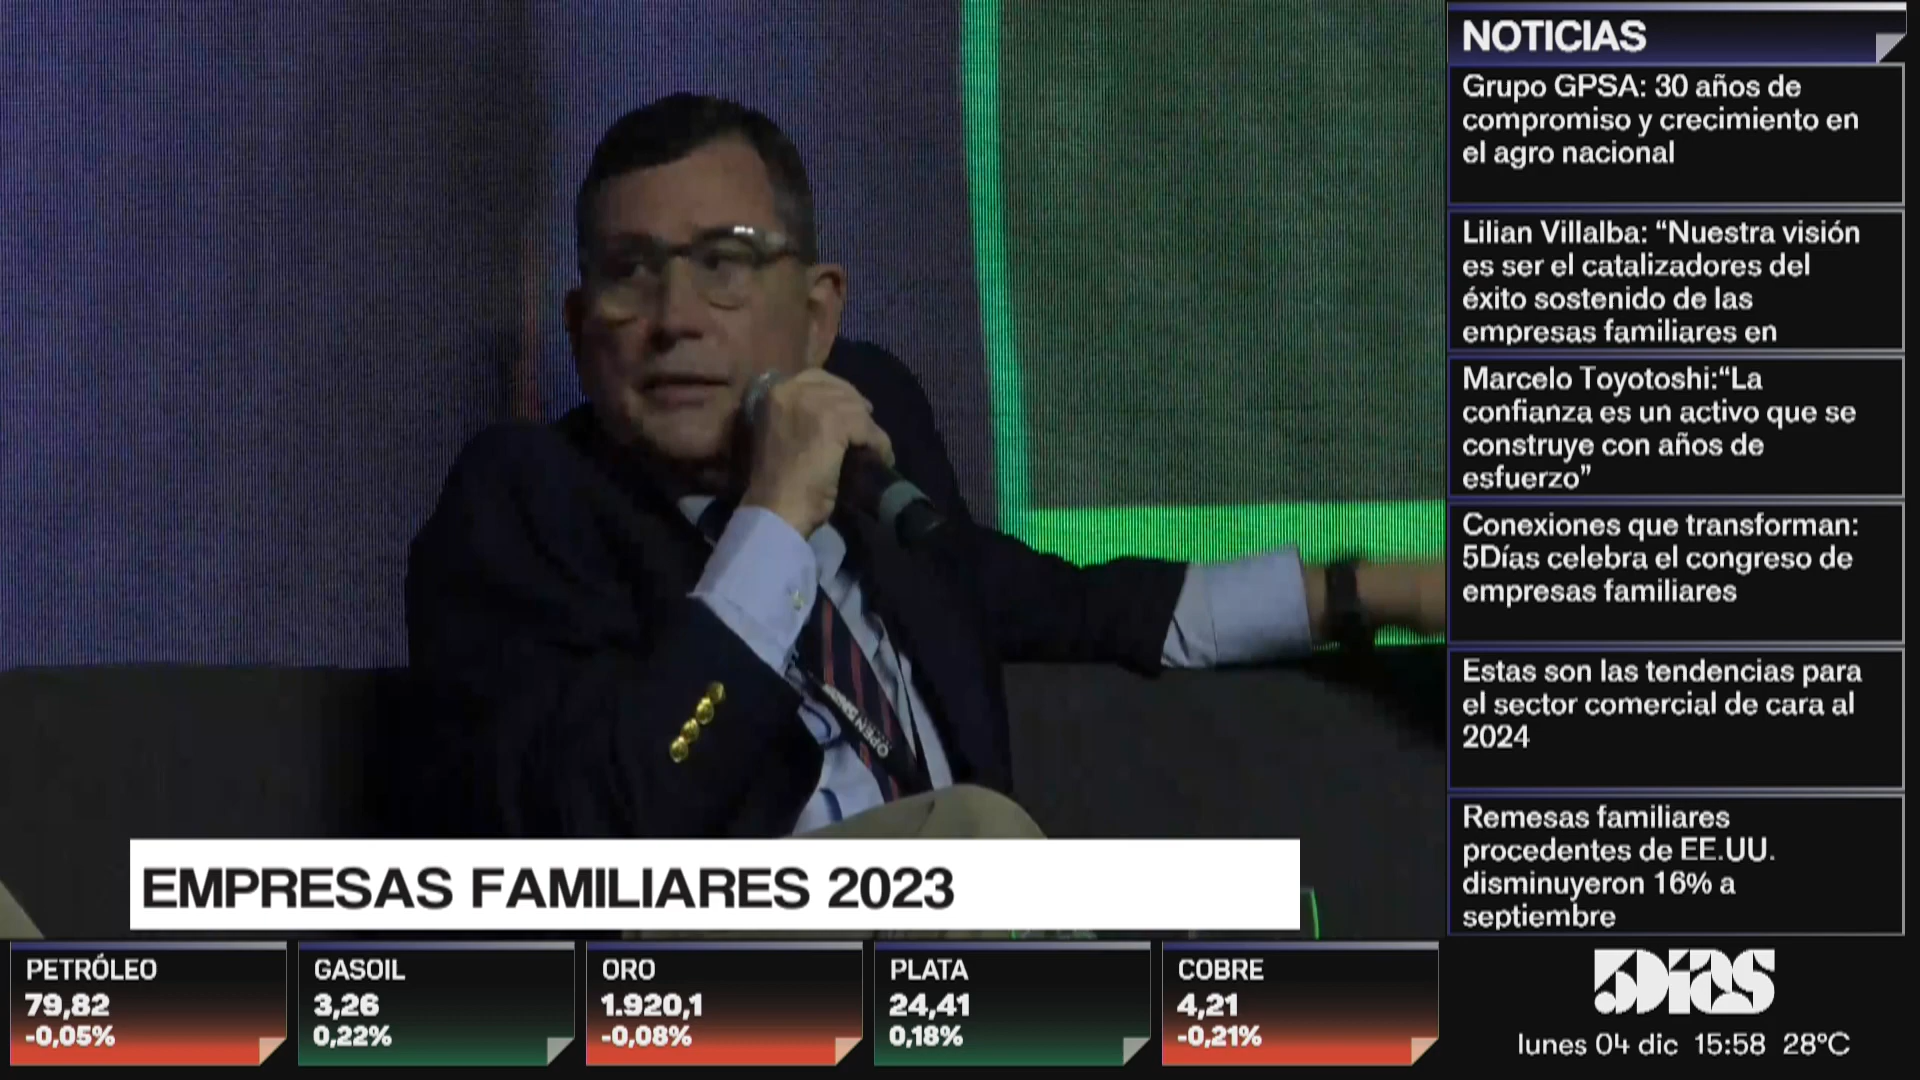 NOTICIAS
Grupo GPSA: 30 años de
compromiso y crecimiento en
el agro nacional
Lilian Villalba: “Nuestra visión
es ser el catalizadores del
éxito sostenido de las
empresas familiares en
Marcelo Toyotoshi:“La
confianza es un activo que se
construye con años de
esfuerzo”
Conexiones que transforman:
5Días celebra el congreso de
empresas familiares
Estas son las tendencias para
el sector comercial de cara al
2024
Remesas familiares
procedentes de EE.UU.
disminuyeron 16% a
septiembre
OPEN
EMPRESAS FAMILIARES 2023
PETRÓLEO
79,82
-0,05%
GASOIL
3,26
0,22%
ORO
1.920,1
-0,08%
PLATA
24,41
0,18%
COBRE
4,21
-0,21%
5Días
lunes 04 dic 15:58 28°C